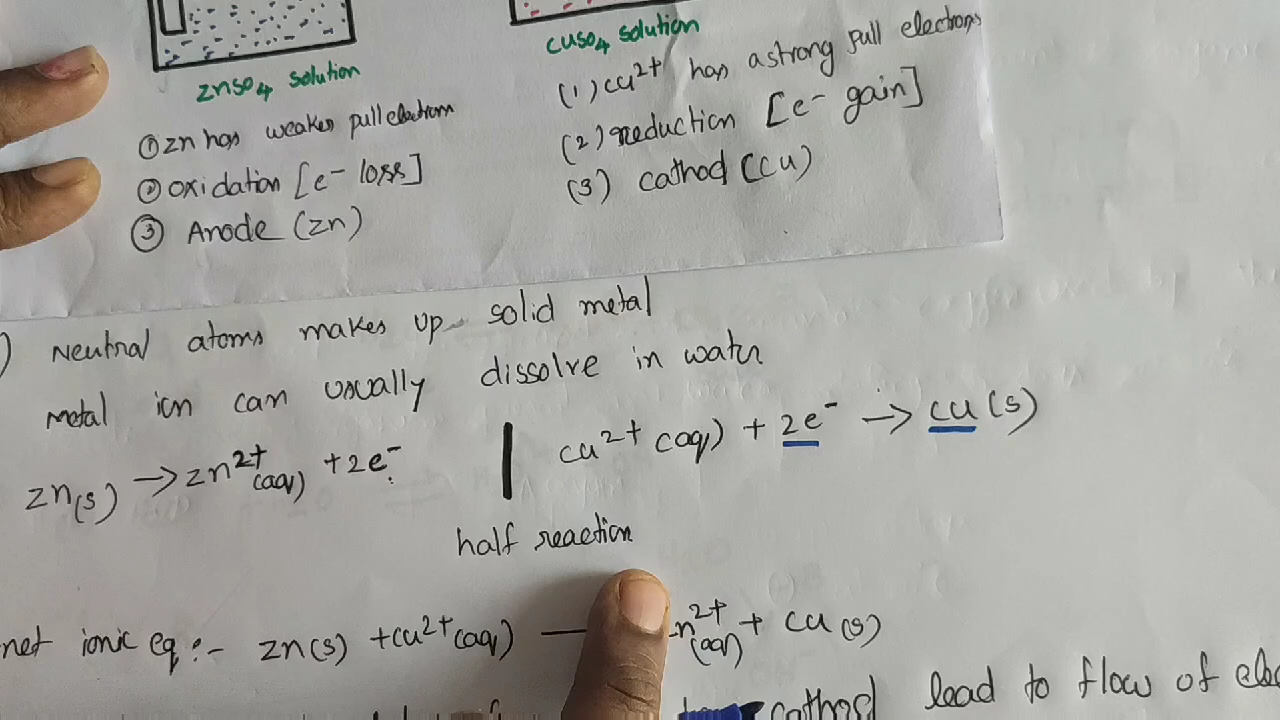 znso4 solution
① zn has weaker pull electrom
② oxidation [e- loss]
③ Anode (zn)
cuso4 solution
(1) cu2+ has a strong pull electrons
(2) reduction [e- gain]
(3) cathod (cu)
) Neutral atoms makes up solid metal
metal ion can usually dissolve in water
zn(s) → zn2+(aq) + 2e- | cu2+ (aq) + 2e- → cu (s)
half reaction
net ionic eq :- zn(s) + cu2+ (aq) — n2+(aq) + cu (s)
cathod lead to flow of